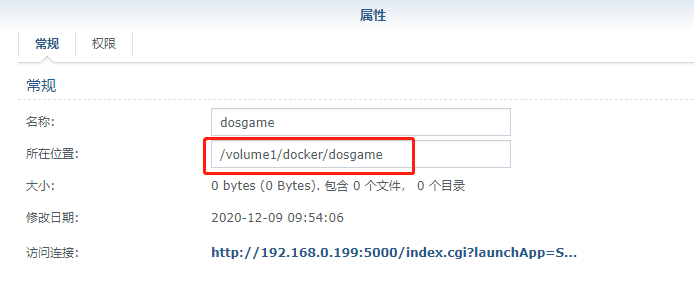 属性
常规 权限
常规
名称: dosgame
所在位置: /volume1/docker/dosgame
大小: 0 bytes (0 Bytes). 包含 0 个文件， 0 个目录
修改日期: 2020-12-09 09:54:06
访问连接: http://192.168.0.199:5000/index.cgi?launchApp=S...